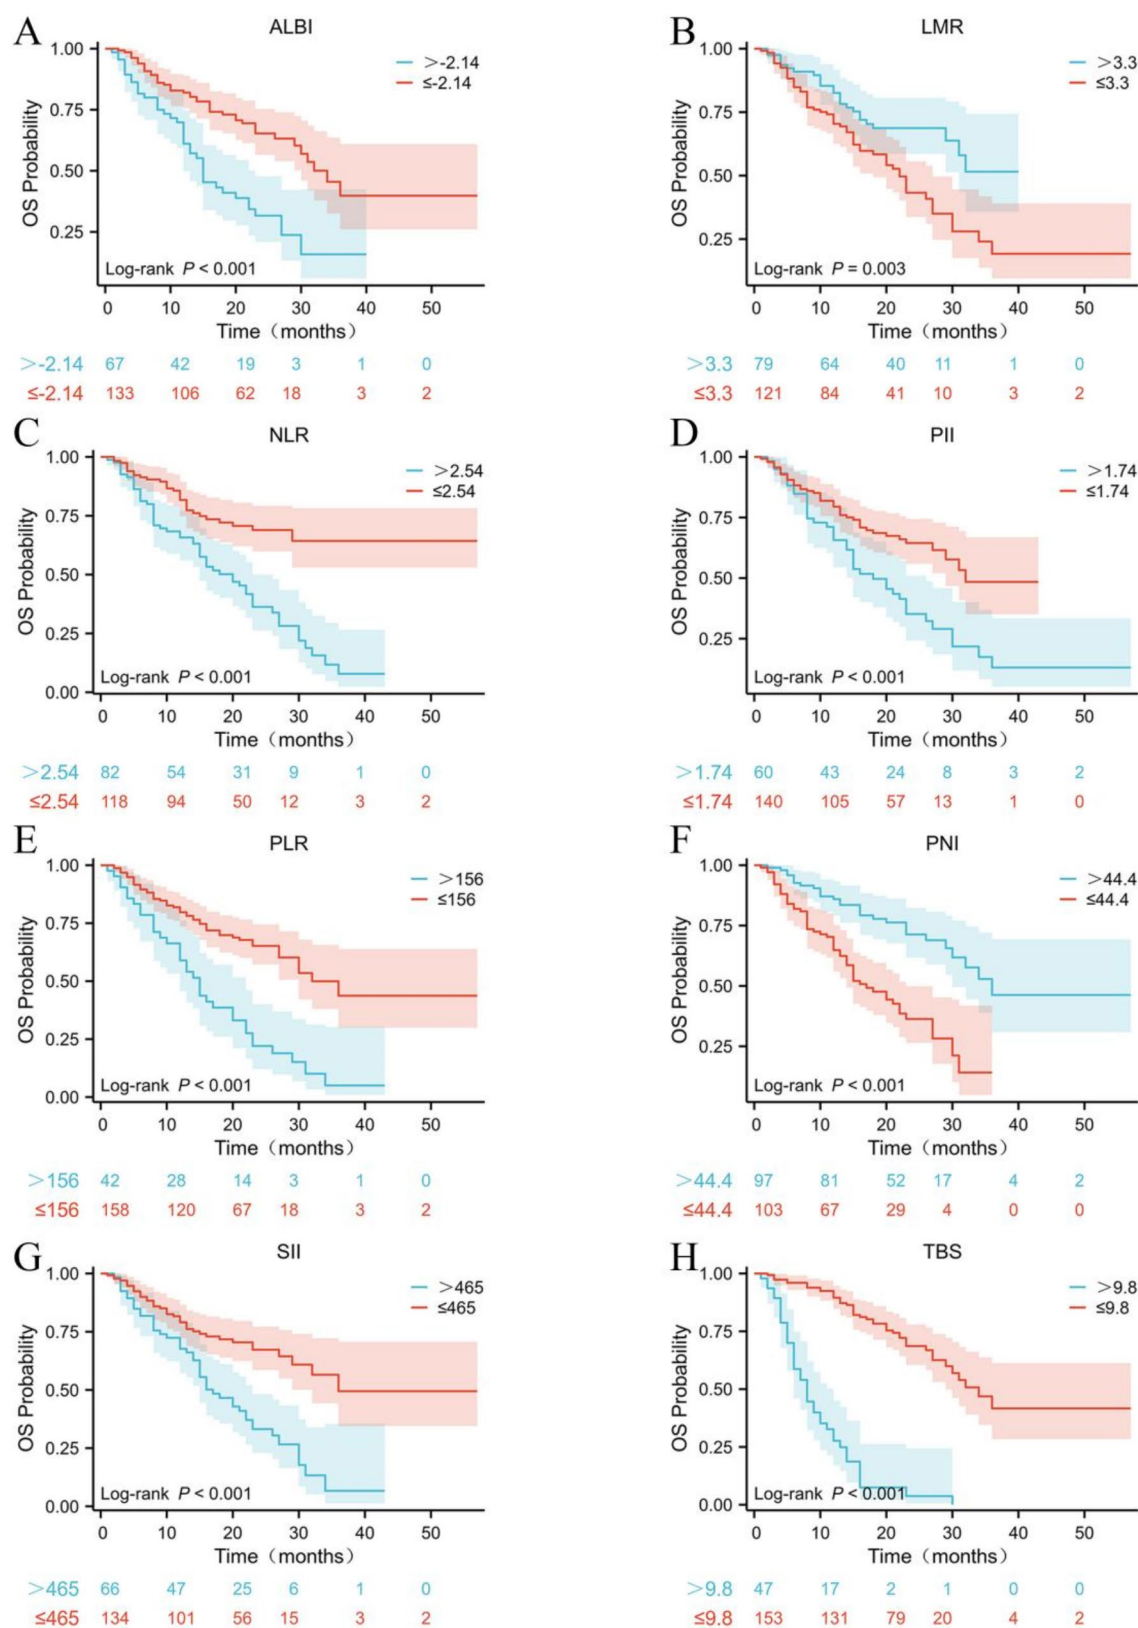 A
ALBI
1.00
0.75
0.50
0.25
OS Probability
>-2.14
≤-2.14
Log-rank P < 0.001
0 10 20 30 40 50
Time（months）
>-2.14 67 42 19 3 1 0
≤-2.14 133 106 62 18 3 2
B
LMR
1.00
0.75
0.50
0.25
OS Probability
>3.3
≤3.3
Log-rank P = 0.003
0 10 20 30 40 50
Time（months）
>3.3 79 64 40 11 1 0
≤3.3 121 84 41 10 3 2
C
NLR
1.00
0.75
0.50
0.25
0.00
OS Probability
>2.54
≤2.54
Log-rank P < 0.001
0 10 20 30 40 50
Time（months）
>2.54 82 54 31 9 1 0
≤2.54 118 94 50 12 3 2
D
PII
1.00
0.75
0.50
0.25
OS Probability
>1.74
≤1.74
Log-rank P < 0.001
0 10 20 30 40 50
Time（months）
>1.74 60 43 24 8 3 2
≤1.74 140 105 57 13 1 0
E
PLR
1.00
0.75
0.50
0.25
0.00
OS Probability
>156
≤156
Log-rank P < 0.001
0 10 20 30 40 50
Time（months）
>156 42 28 14 3 1 0
≤156 158 120 67 18 3 2
F
PNI
1.00
0.75
0.50
0.25
OS Probability
>44.4
≤44.4
Log-rank P < 0.001
0 10 20 30 40 50
Time（months）
>44.4 97 81 52 17 4 2
≤44.4 103 67 29 4 0 0
G
SII
1.00
0.75
0.50
0.25
0.00
OS Probability
>465
≤465
Log-rank P < 0.001
0 10 20 30 40 50
Time（months）
>465 66 47 25 6 1 0
≤465 134 101 56 15 3 2
H
TBS
1.00
0.75
0.50
0.25
0.00
OS Probability
>9.8
≤9.8
Log-rank P < 0.001
0 10 20 30 40 50
Time（months）
>9.8 47 17 2 1 0 0
≤9.8 153 131 79 20 4 2